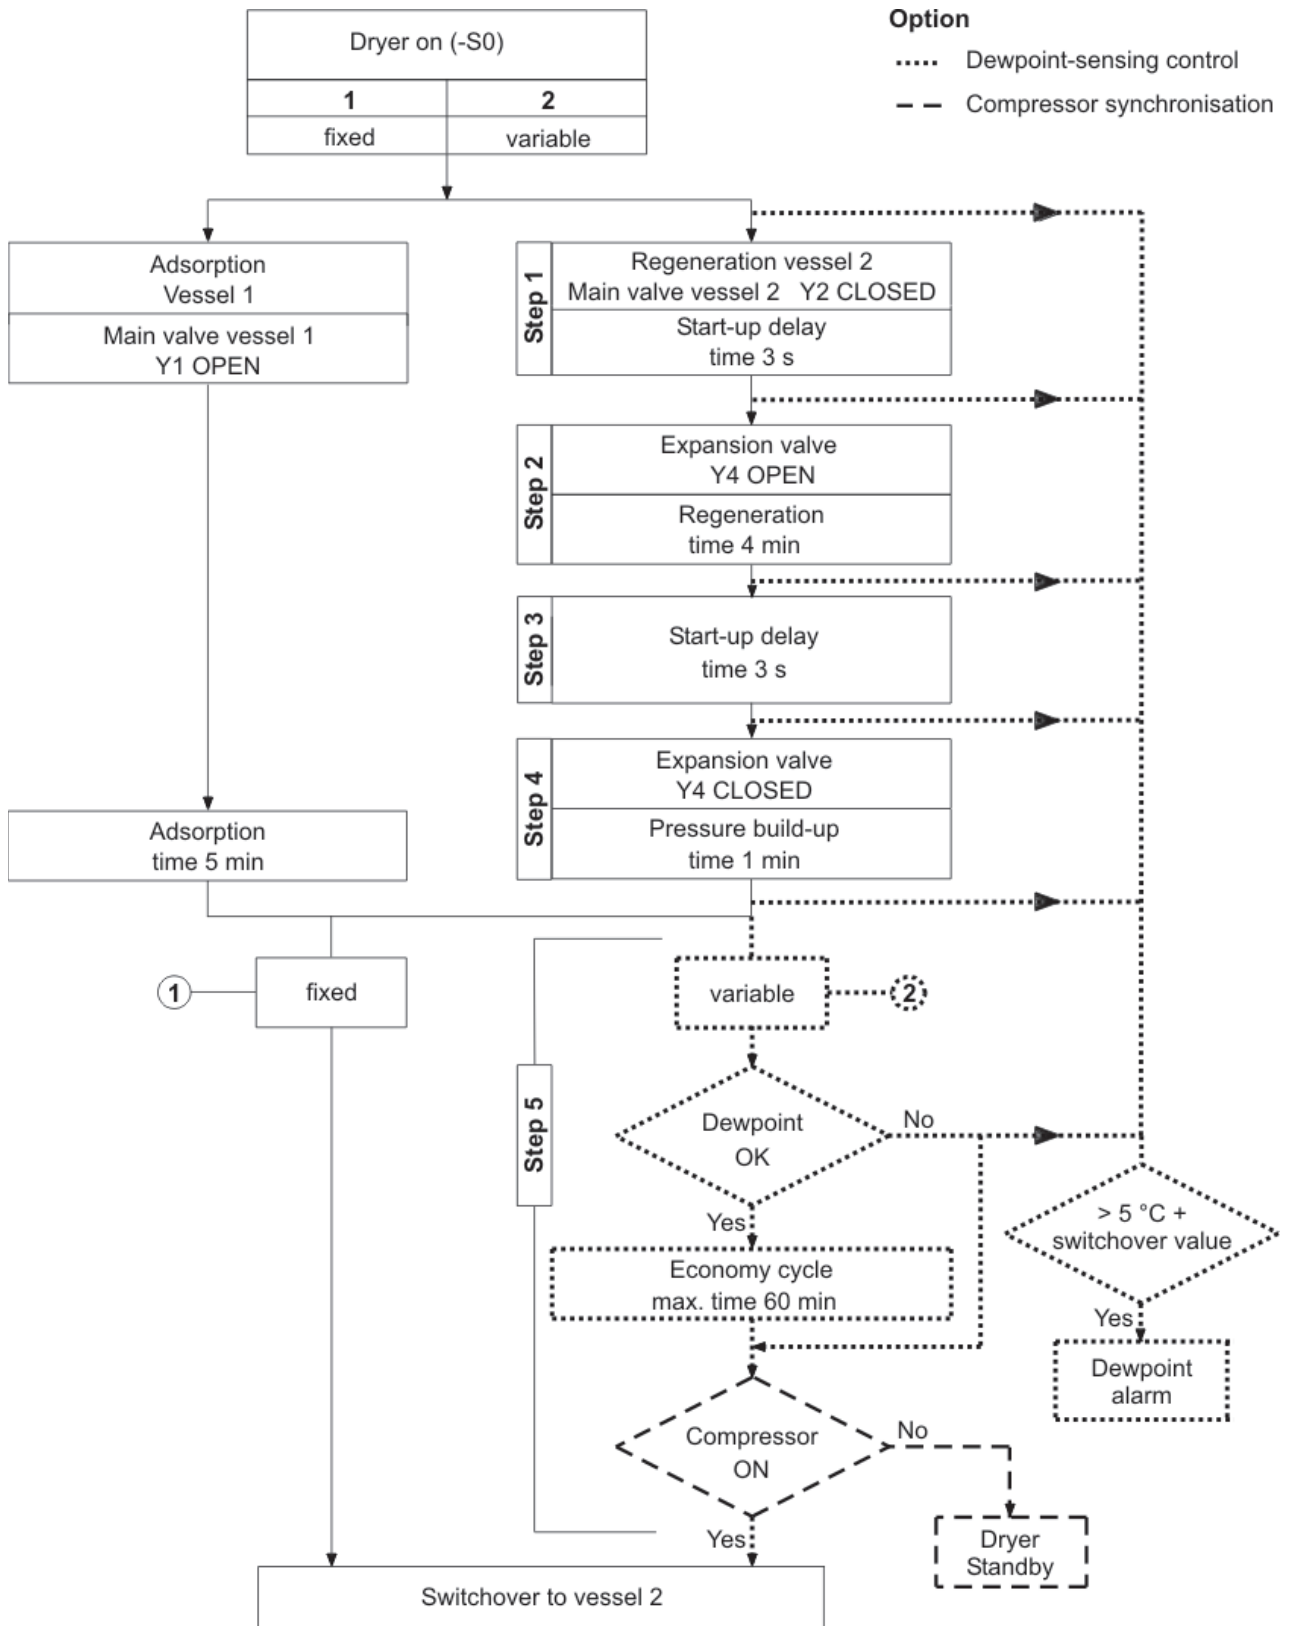 Option
Dewpoint-sensing control
Compressor synchronisation
Dryer on (-S0)
1
2
fixed
variable
Adsorption
Vessel 1
Main valve vessel 1
Y1 OPEN
Step 1
Regeneration vessel 2
Main valve vessel 2 Y2 CLOSED
Start-up delay
time 3 s
Step 2
Expansion valve
Y4 OPEN
Regeneration
time 4 min
Step 3
Start-up delay
time 3 s
Step 4
Expansion valve
Y4 CLOSED
Pressure build-up
time 1 min
Adsorption
time 5 min
1
fixed
variable
2
Step 5
Dewpoint
OK
No
Yes
> 5 °C +
switchover value
Yes
Dewpoint
alarm
Economy cycle
max. time 60 min
Compressor
ON
No
Yes
Dryer
Standby
Switchover to vessel 2